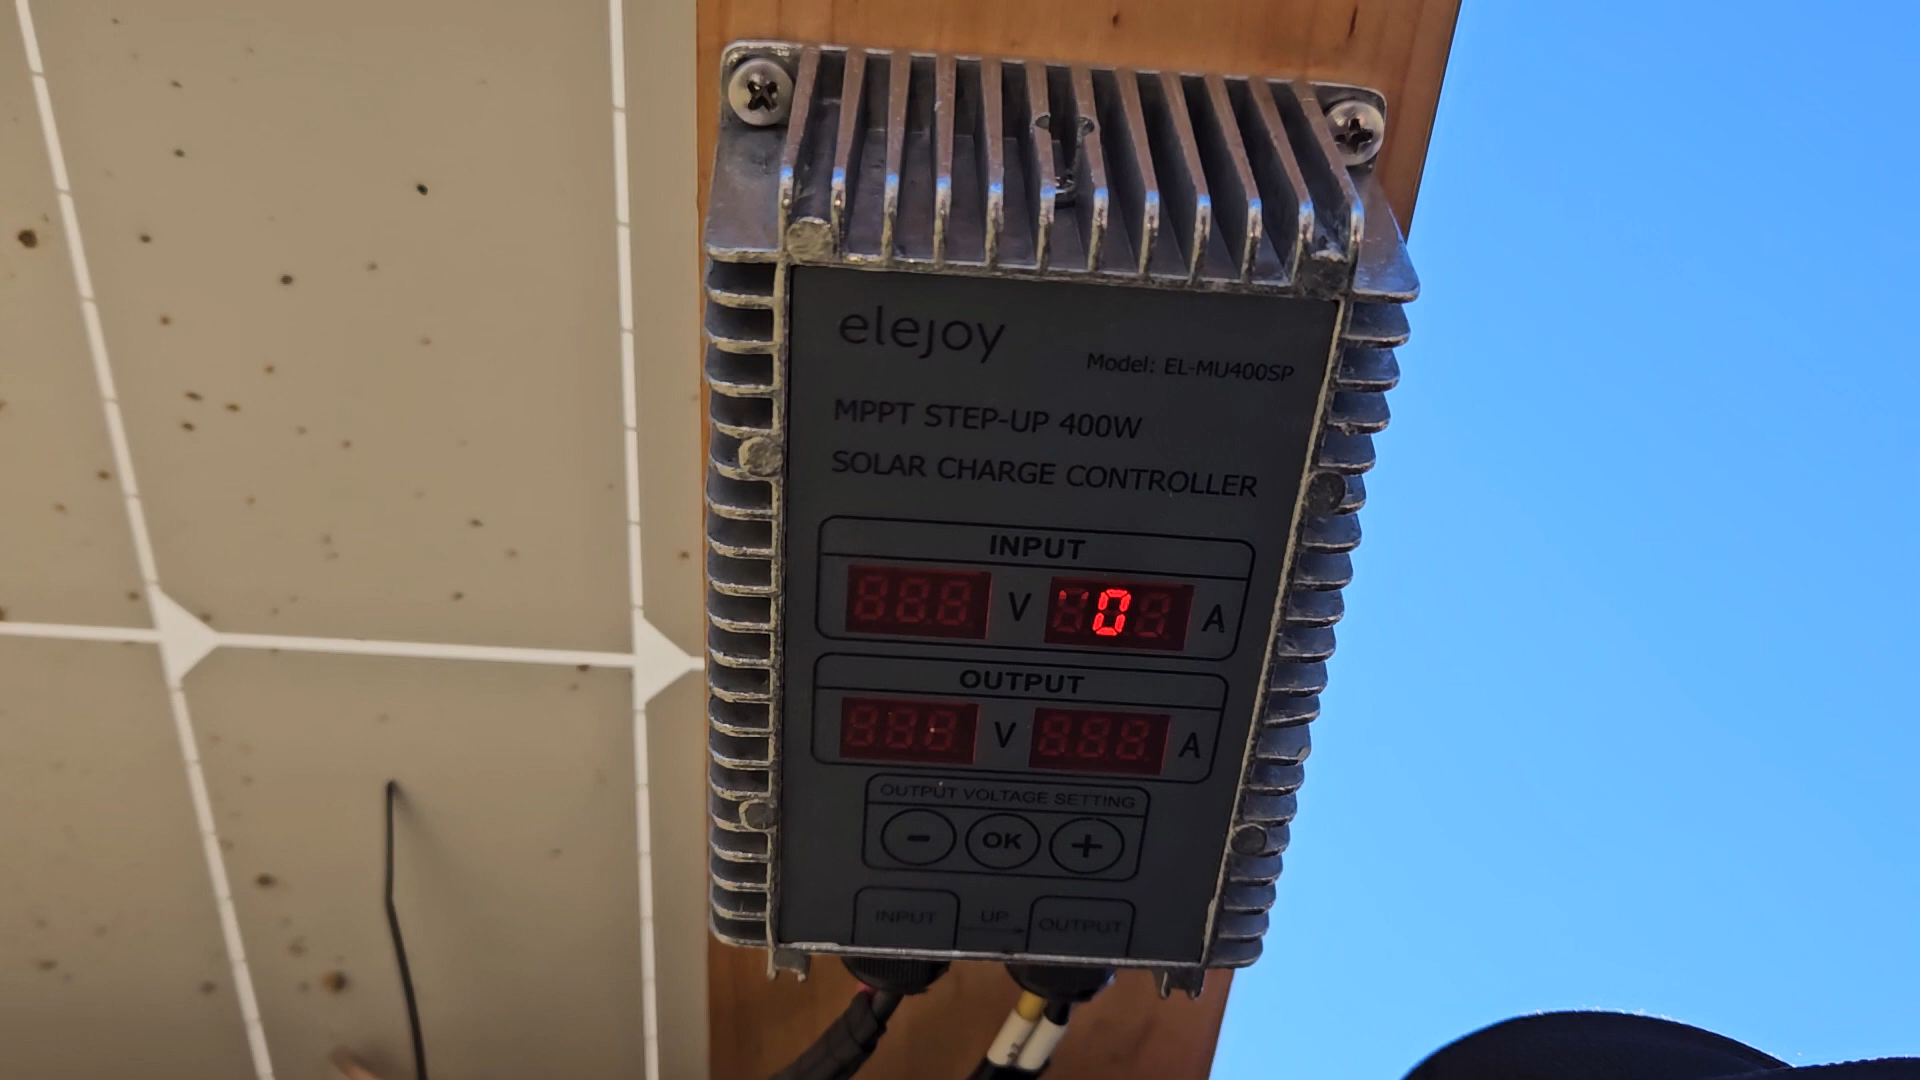 elejoy
Model: EL-MU400SP
MPPT STEP-UP 400W
SOLAR CHARGE CONTROLLER
INPUT
V 0 A
OUTPUT
V A
OUTPUT VOLTAGE SETTING
- OK +
INPUT UP OUTPUT